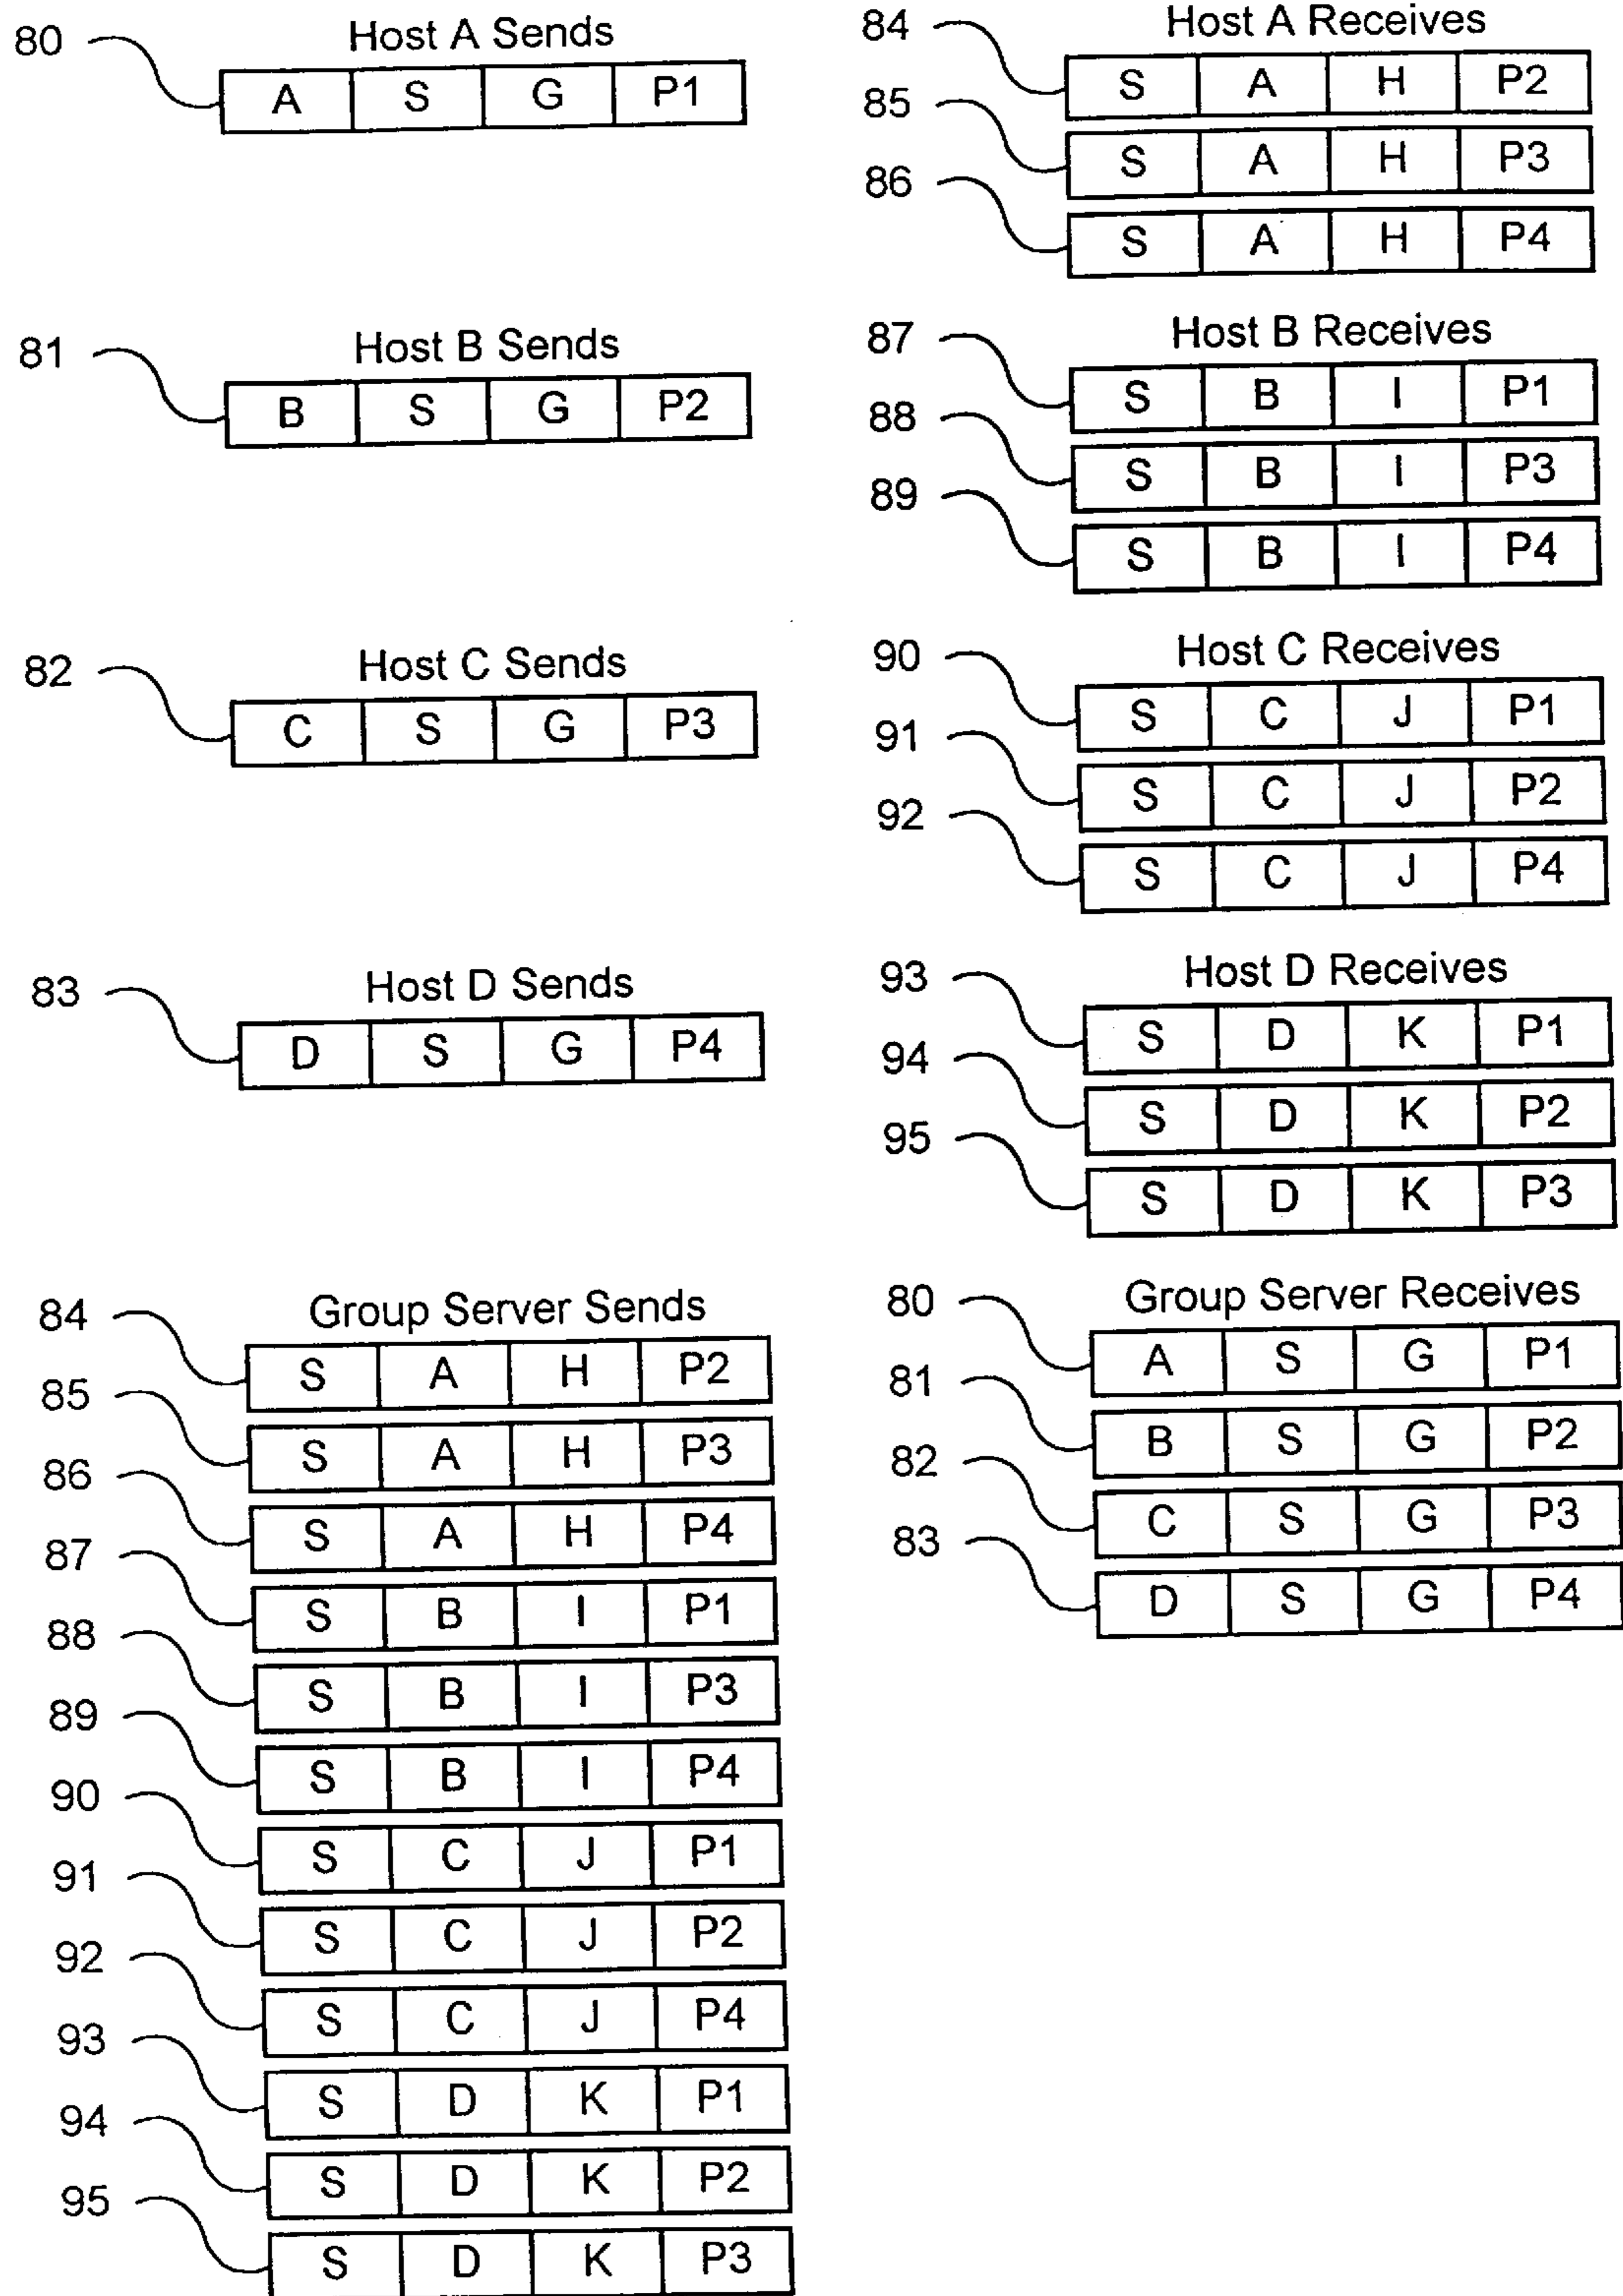 Host A Sends
80 A S G P1
Host A Receives
84 S A H P2
85 S A H P3
86 S A H P4
Host B Sends
81 B S G P2
Host B Receives
87 S B I P1
88 S B I P3
89 S B I P4
Host C Sends
82 C S G P3
Host C Receives
90 S C J P1
91 S C J P2
92 S C J P4
Host D Sends
83 D S G P4
Host D Receives
93 S D K P1
94 S D K P2
95 S D K P3
Group Server Sends
84 S A H P2
85 S A H P3
86 S A H P4
87 S B I P1
88 S B I P3
89 S B I P4
90 S C J P1
91 S C J P2
92 S C J P4
93 S D K P1
94 S D K P2
95 S D K P3
Group Server Receives
80 A S G P1
81 B S G P2
82 C S G P3
83 D S G P4